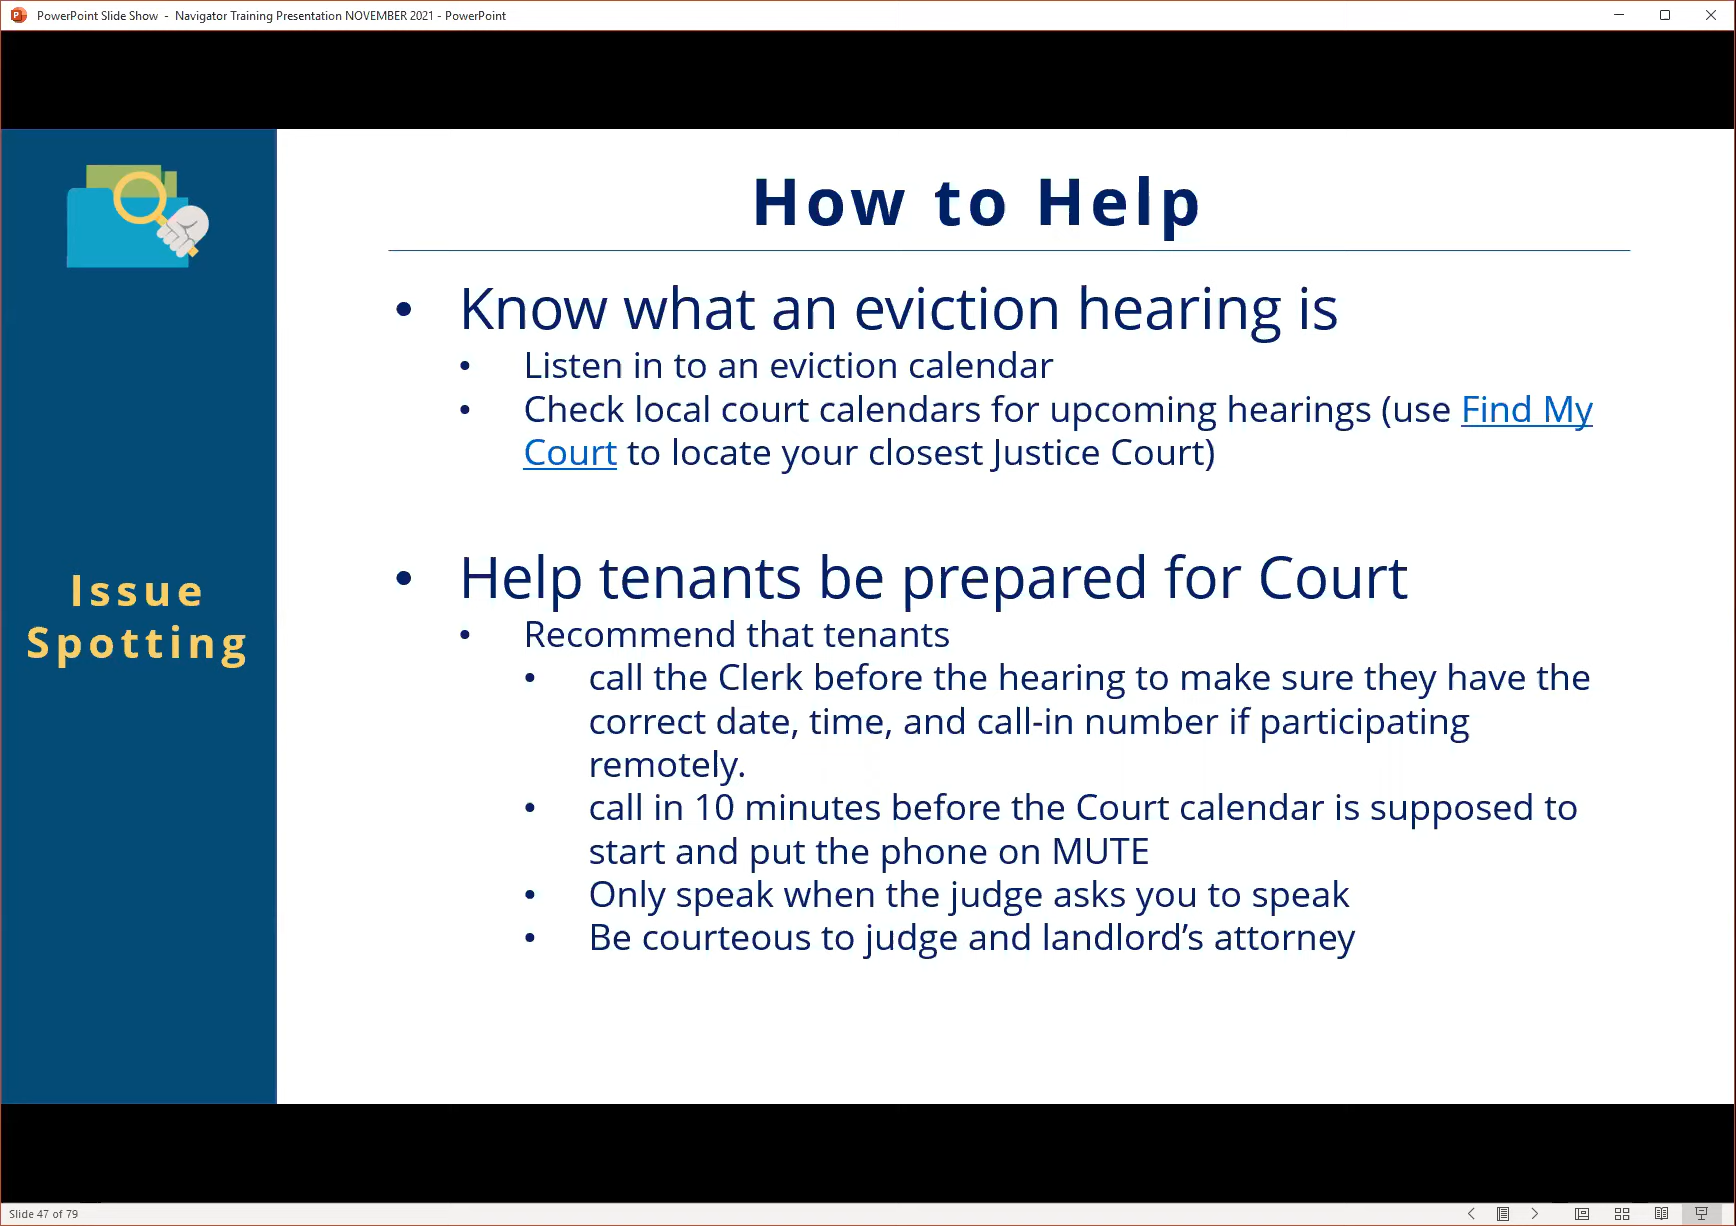 PowerPoint Slide Show - Navigator Training Presentation NOVEMBER 2021 - PowerPoint
Issue
Spotting
How to Help
• Know what an eviction hearing is
• Listen in to an eviction calendar
• Check local court calendars for upcoming hearings (use Find My
Court to locate your closest Justice Court)
• Help tenants be prepared for Court
• Recommend that tenants
• call the Clerk before the hearing to make sure they have the
correct date, time, and call-in number if participating
remotely.
• call in 10 minutes before the Court calendar is supposed to
start and put the phone on MUTE
• Only speak when the judge asks you to speak
• Be courteous to judge and landlord’s attorney
Slide 47 of 79